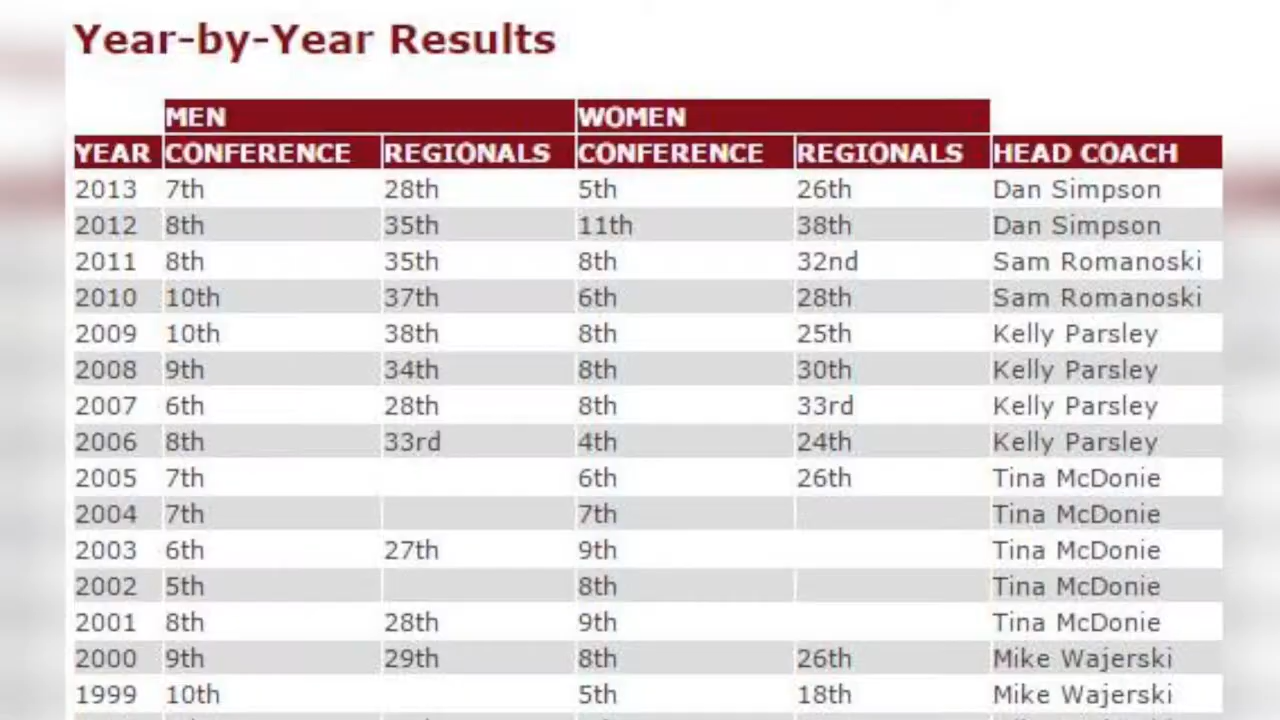 Year-by-Year Results
MEN WOMEN
YEAR CONFERENCE REGIONALS CONFERENCE REGIONALS HEAD COACH
2013 7th 28th 5th 26th Dan Simpson
2012 8th 35th 11th 38th Dan Simpson
2011 8th 35th 8th 32nd Sam Romanoski
2010 10th 37th 6th 28th Sam Romanoski
2009 10th 38th 8th 25th Kelly Parsley
2008 9th 34th 8th 30th Kelly Parsley
2007 6th 28th 8th 33rd Kelly Parsley
2006 8th 33rd 4th 24th Kelly Parsley
2005 7th 6th 26th Tina McDonie
2004 7th 7th Tina McDonie
2003 6th 27th 9th Tina McDonie
2002 5th 8th Tina McDonie
2001 8th 28th 9th Tina McDonie
2000 9th 29th 8th 26th Mike Wajerski
1999 10th 5th 18th Mike Wajerski